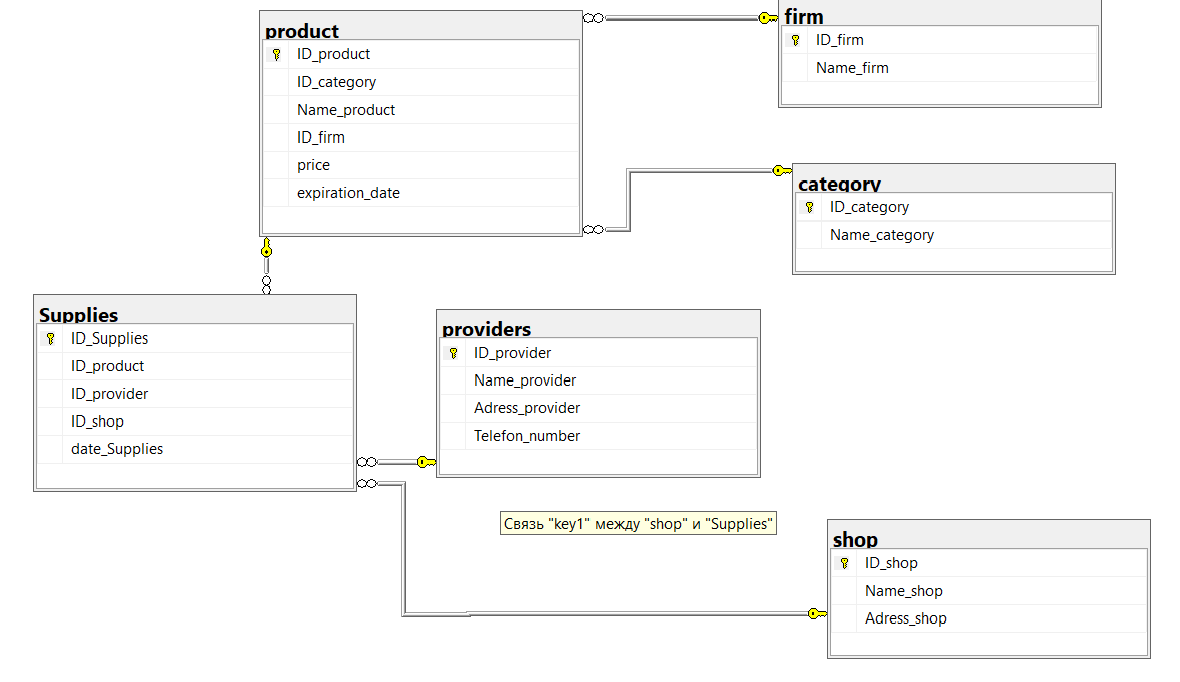 product
ID_product
ID_category
Name_product
ID_firm
price
expiration_date
firm
ID_firm
Name_firm
category
ID_category
Name_category
Supplies
ID_Supplies
ID_product
ID_provider
ID_shop
date_Supplies
providers
ID_provider
Name_provider
Adress_provider
Telefon_number
Связь "key1" между "shop" и "Supplies"
shop
ID_shop
Name_shop
Adress_shop